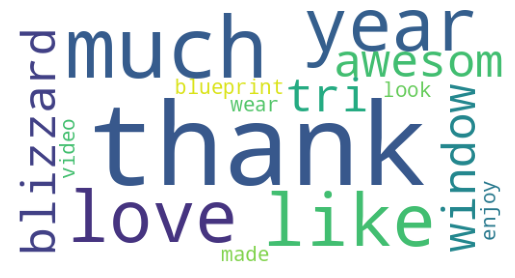 much
year
awesom
blizzard
blueprint
tri
look
wear
thank
window
video
love
like
enjoy
made